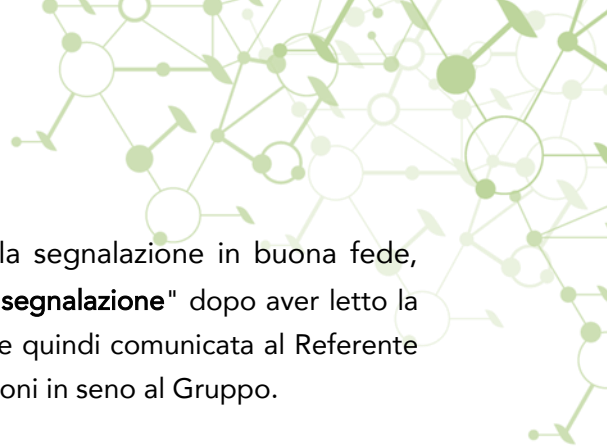 la segnalazione in buona fede,
segnalazione" dopo aver letto la
e quindi comunicata al Referente
oni in seno al Gruppo.